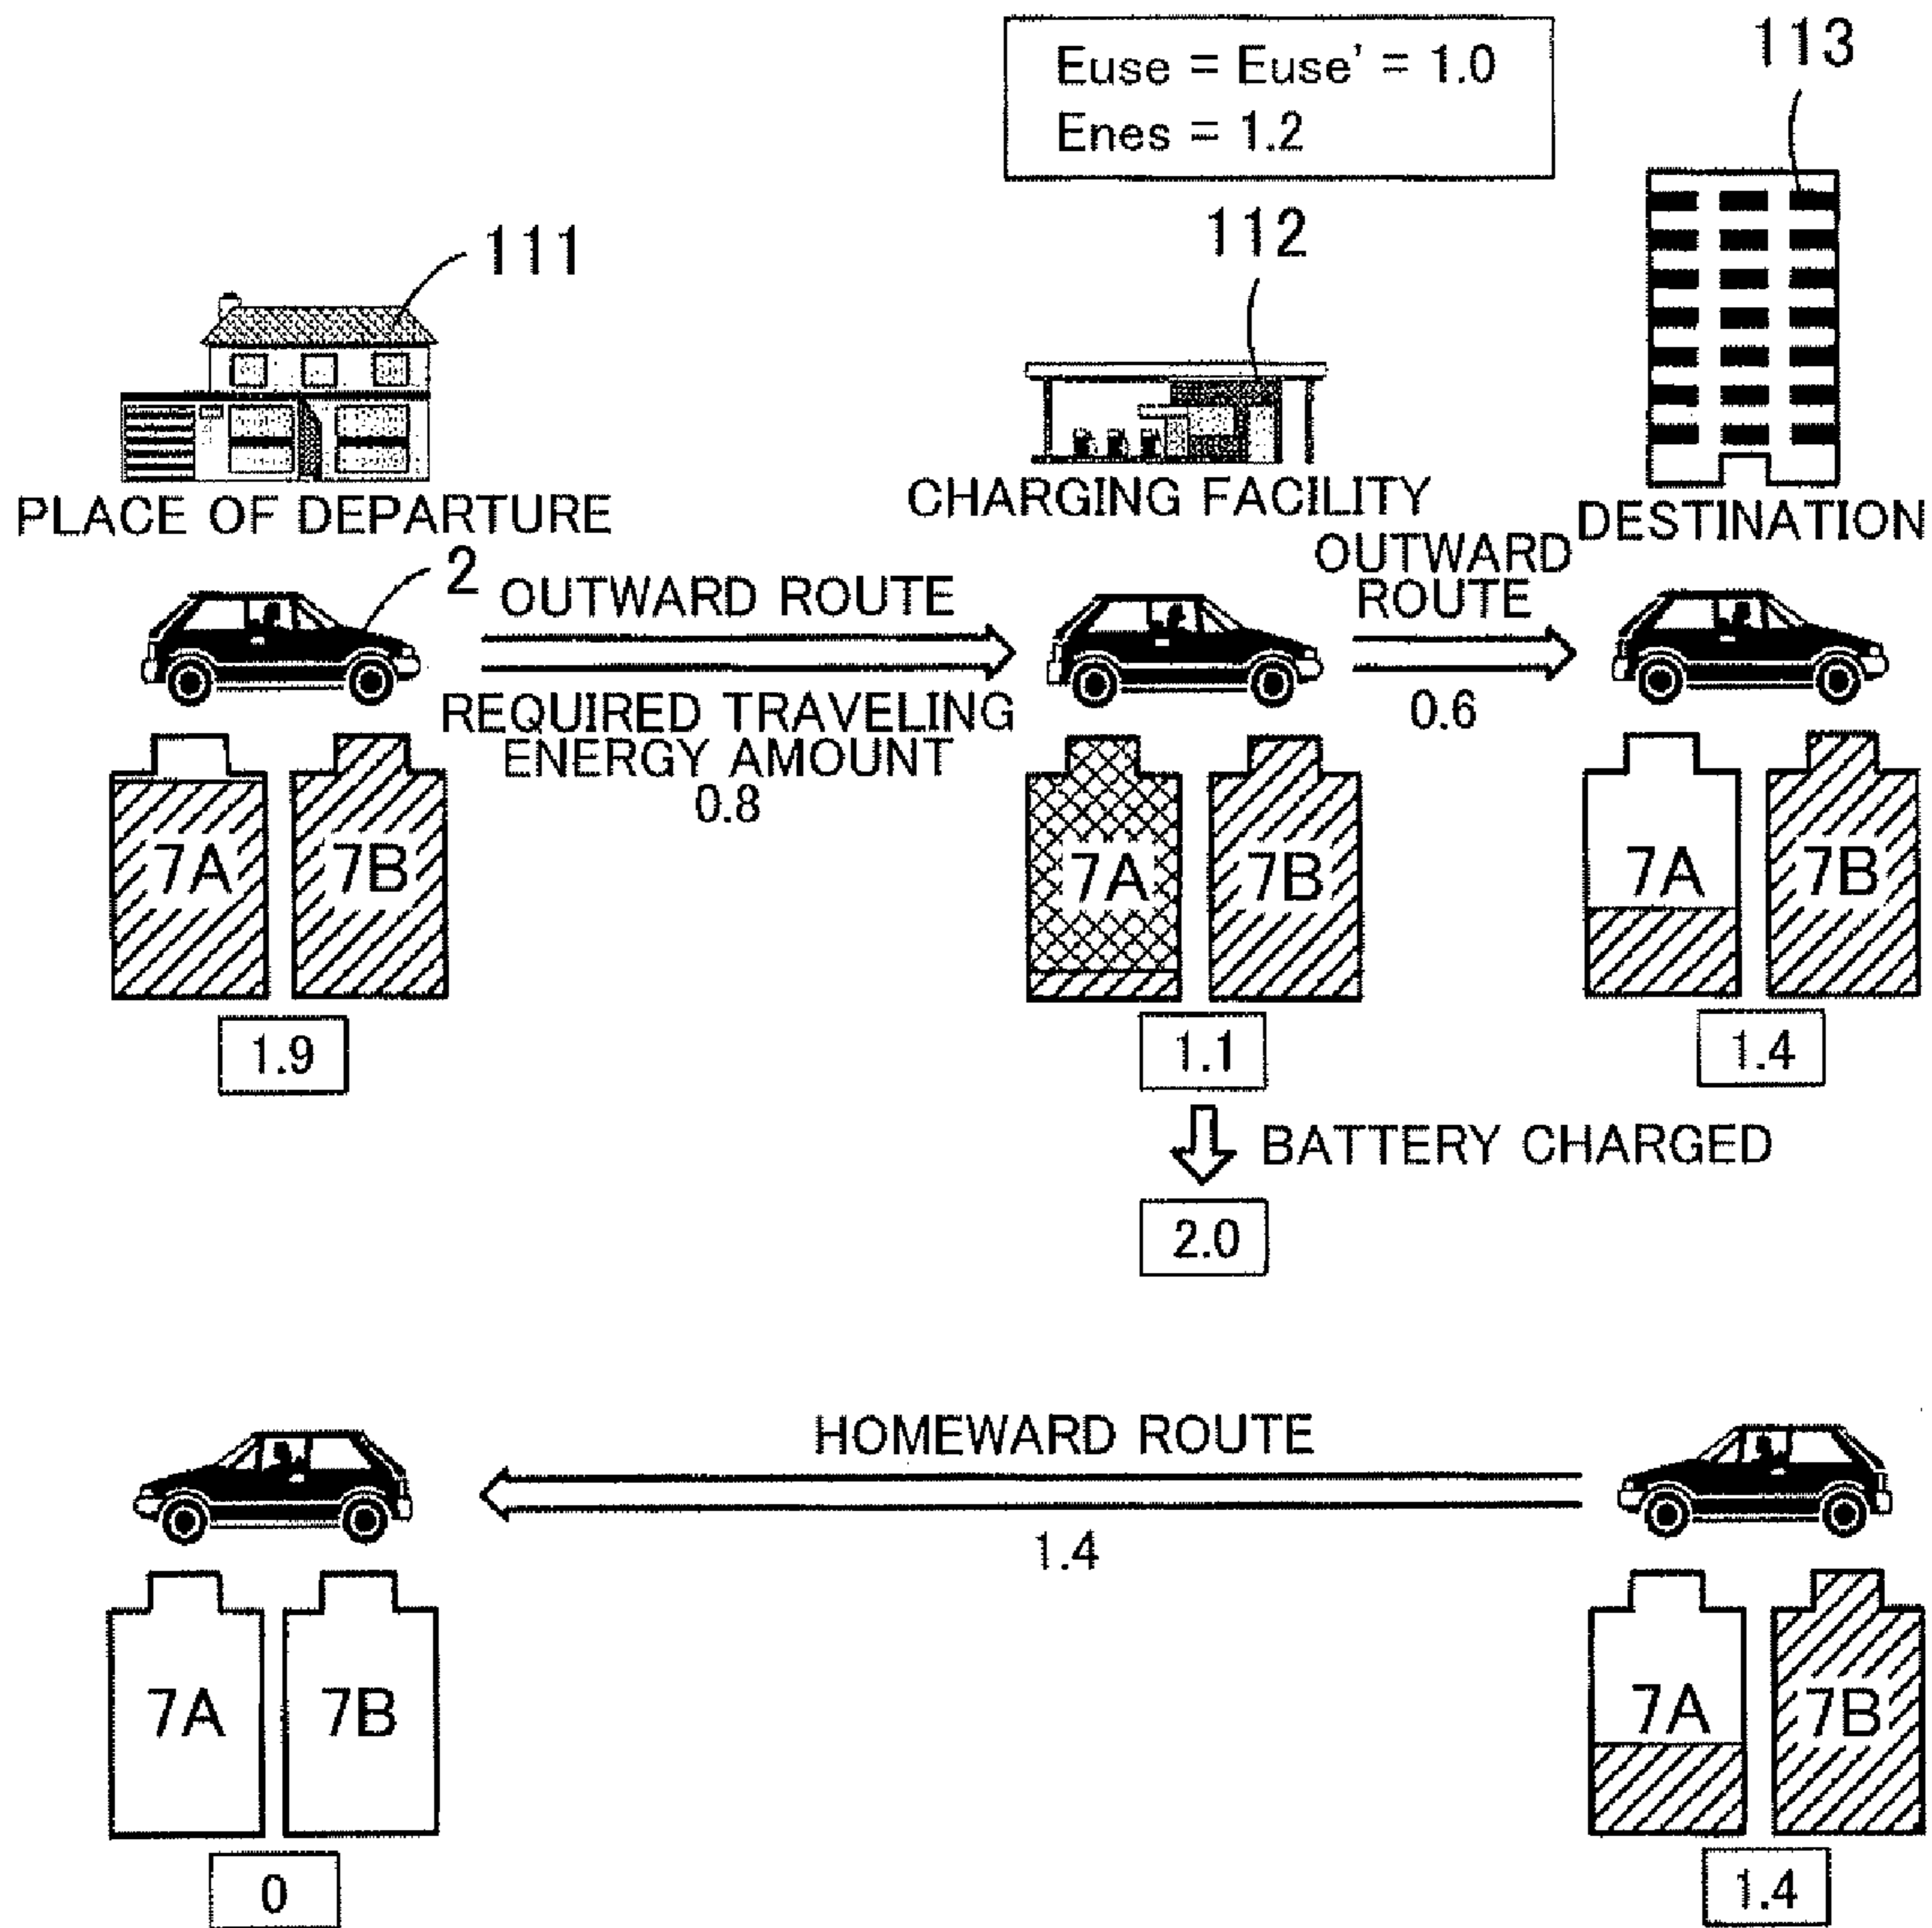 Euse = Euse' = 1.0
Enes = 1.2
113
111
112
PLACE OF DEPARTURE
CHARGING FACILITY
DESTINATION
2
OUTWARD ROUTE
OUTWARD
ROUTE
REQUIRED TRAVELING
ENERGY AMOUNT
0.8
0.6
7A
7B
7A
7B
7A
7B
1.9
1.1
1.4
BATTERY CHARGED
2.0
HOMEWARD ROUTE
1.4
7A
7B
7A
7B
0
1.4